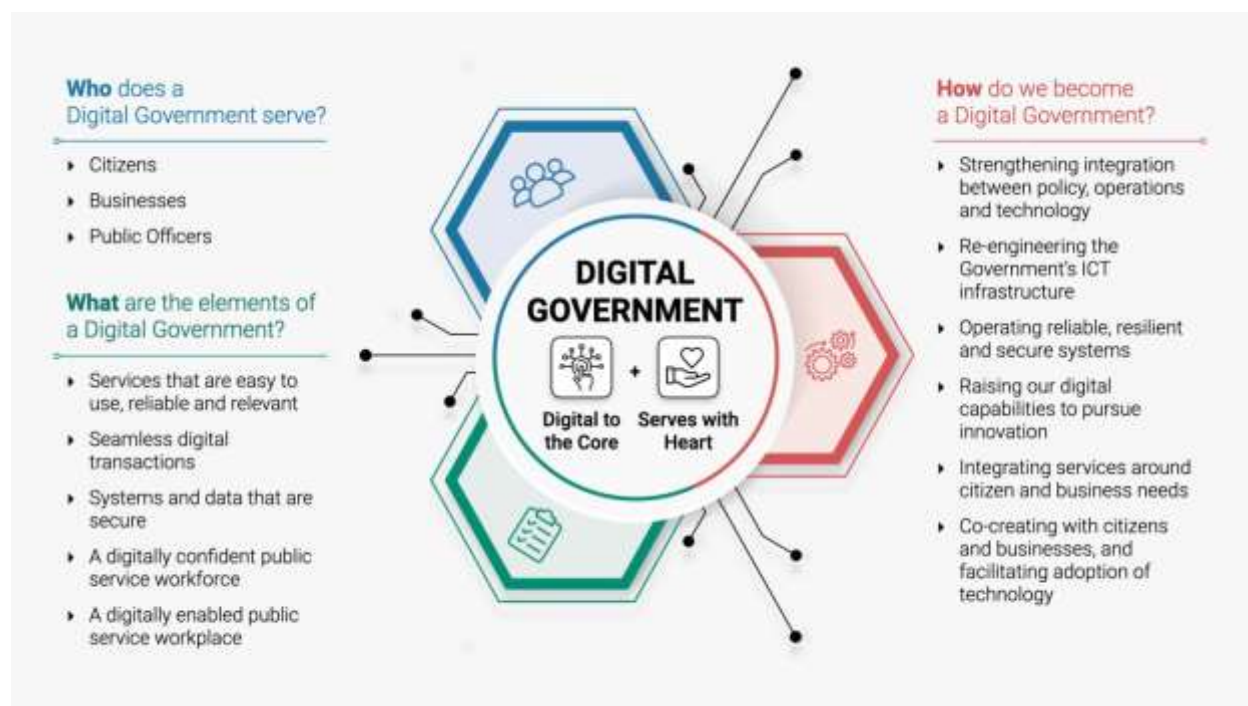 Who does a
Digital Government serve?
Citizens
Businesses
Public Officers
What are the elements of
a Digital Government?
Services that are easy to
use, reliable and relevant
Seamless digital
transactions
Systems and data that are
secure
A digitally confident public
service workforce
A digitally enabled public
service workplace
DIGITAL
GOVERNMENT
+
Digital to
the Core
Serves with
Heart
How do we become
a Digital Government?
Strengthening integration
between policy, operations
and technology
Re-engineering the
Government's ICT
infrastructure
Operating reliable, resilient
and secure systems
Raising our digital
capabilities to pursue
innovation
Integrating services around
citizen and business needs
Co-creating with citizens
and businesses, and
facilitating adoption of
technology